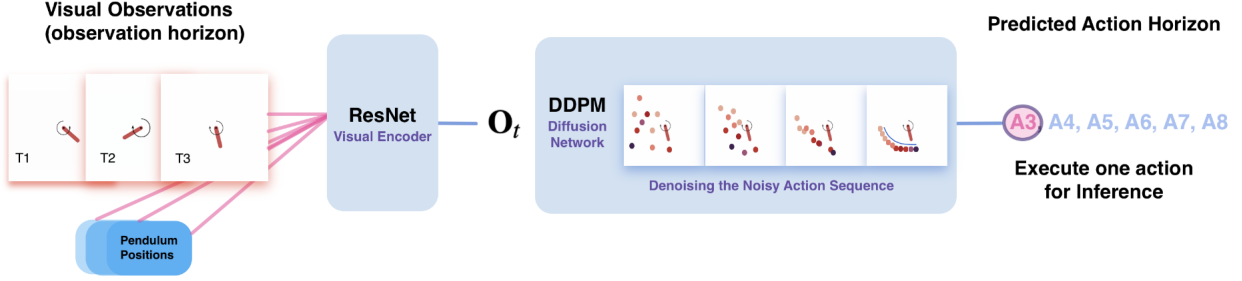 Visual Observations
(observation horizon)
T1
T2
T3
Pendulum
Positions
ResNet
Visual Encoder
Ot
DDPM
Diffusion
Network
Denoising the Noisy Action Sequence
Predicted Action Horizon
A3, A4, A5, A6, A7, A8
Execute one action
for Inference